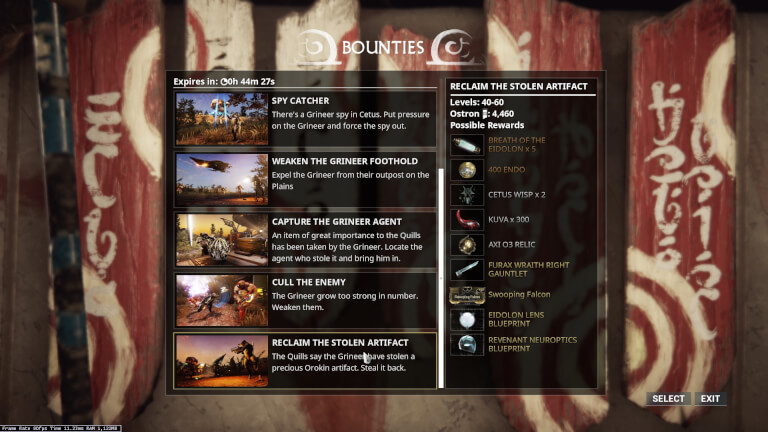 BOUNTIES
Expires in: 0h 44m 27s
SPY CATCHER
There's a Grineer spy in Cetus. Put pressure
on the Grineer and force the spy out.
WEAKEN THE GRINEER FOOTHOLD
Expel the Grineer from their outpost on the
Plains
CAPTURE THE GRINEER AGENT
An item of great importance to the Quills
has been taken by the Grineer. Locate the
agent who stole it and bring him in.
CULL THE ENEMY
The Grineer grow too strong in number.
Weaken them.
RECLAIM THE STOLEN ARTIFACT
The Quills say the Grineer have stolen a
precious Orokin artifact. Steal it back.
RECLAIM THE STOLEN ARTIFACT
Levels: 40-60
Ostron : 4,460
Possible Rewards
BREATH OF THE
EIDOLON x 5
400 ENDO
CETUS WISP x 2
KUVA x 300
AXI O3 RELIC
FURAX WRAITH RIGHT
GAUNTLET
Swooping Falcon
Swooping Falcon
EIDOLON LENS
BLUEPRINT
REVENANT NEUROPTICS
BLUEPRINT
SELECT EXIT